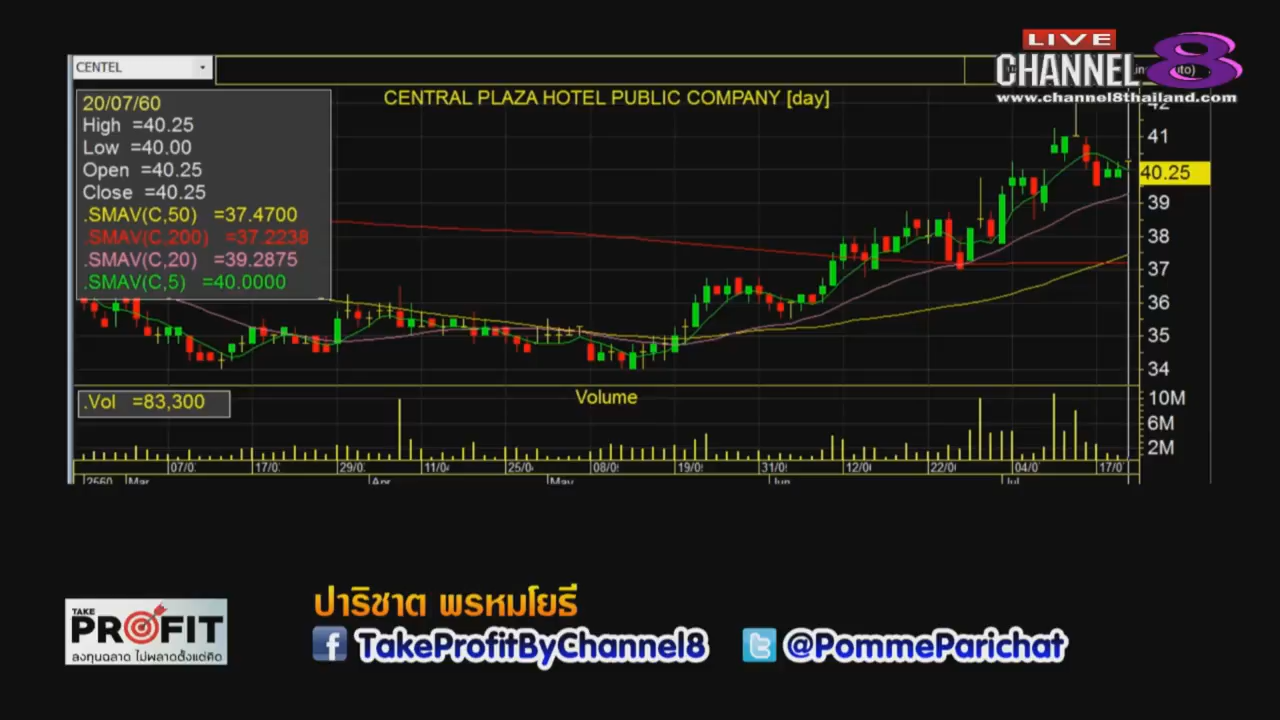 LIVE
CHANNEL 8
www.channel8thailand.com
CENTEL
CENTRAL PLAZA HOTEL PUBLIC COMPANY [day]
20/07/60
High =40.25
Low =40.00
Open =40.25
Close =40.25
.SMAV(C,50) =37.4700
.SMAV(C,200) =37.2238
.SMAV(C,20) =39.2875
.SMAV(C,5) =40.0000
42
41
40.25
39
38
37
36
35
34
.Vol =83,300
Volume
10M
6M
2M
07/0 17/0 29/0 11/0 25/0 08/0 19/0 31/0 12/0 22/0 04/0 17/0
2560 Mar Apr May Jun Jul
TAKE
PROFIT
ลงทุนฉลาด ไม่พลาดตั้งแต่คิด
ปาริชาต พรหมโยธี
TakeProfitByChannel8
@PommeParichat